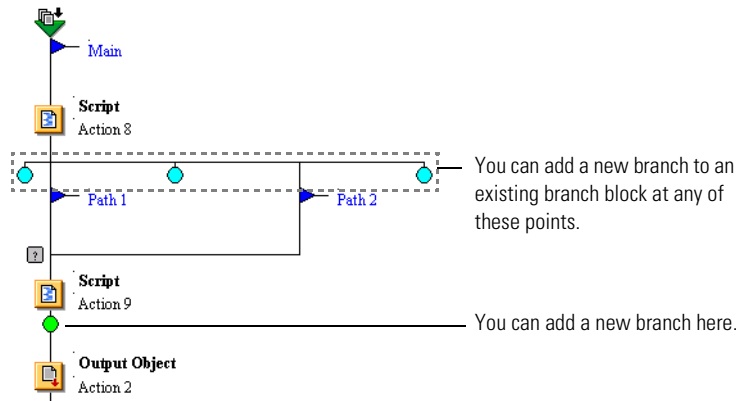 Main
Script
Action 8
You can add a new branch to an
existing branch block at any of
these points.
Path 1
Path 2
?
Script
Action 9
You can add a new branch here.
Output Object
Action 2